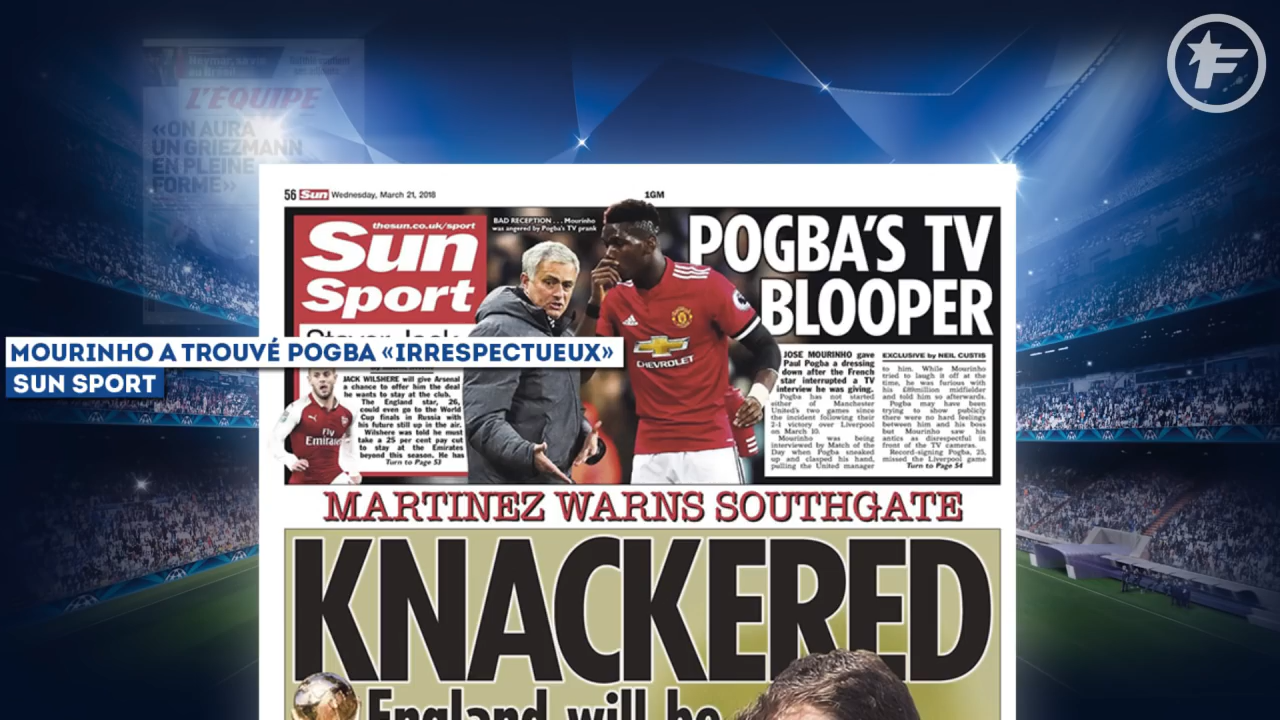 Neymar, sa vie
au Brésil
L'ÉQUIPE
«ON AURA
UN GRIEZMANN
EN PLEINE
FORME»
56 Sun Wednesday, March 21, 2018
1GM
thesun.co.uk/sport
Sun
Sport
BAD RECEPTION . . . Mourinho
was angered by Pogba's TV prank
POGBA'S TV
BLOOPER
MOURINHO A TROUVÉ POGBA «IRRESPECTUEUX»
SUN SPORT
JACK WILSHERE will give Arsenal
a chance to offer him the deal
he wants to stay at the club.
The England star, 26,
could even go to the World
Cup finals in Russia with
his future still up in the air.
Wilshere was told he must
take a 25 per cent pay cut
to stay at the Emirates
beyond this season. He has
Turn to Page 53
Fly
Emirates
CHEVROLET
JOSE MOURINHO gave
Paul Pogba a dressing
down after the French
star interrupted a TV
interview he was giving.
Pogba has not started
either of Manchester
United's two games since
the incident following their
2-1 victory over Liverpool
on March 10.
Mourinho was being
interviewed by Match of the
Day when Pogba sneaked
up and clasped his hand,
pulling the United manager
EXCLUSIVE by NEIL CUSTIS
to him. While Mourinho
tried to laugh it off at the
time, he was furious with
his £89million midfielder
and told him so afterwards.
Pogba may have been
trying to show publicly
there were no hard feelings
between him and his boss
but Mourinho saw his
antics as disrespectful in
front of the TV cameras.
Record-signing Pogba, 25,
missed the Liverpool game
Turn to Page 54
MARTINEZ WARNS SOUTHGATE
KNACKERED
England will be